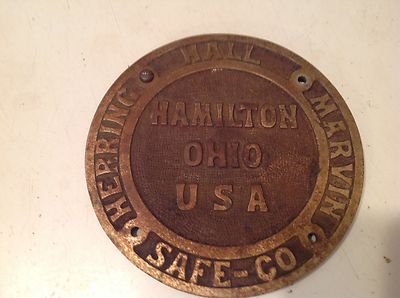 HERRING HALL MARVIN
SAFE-CO
HAMILTON
OHIO
USA